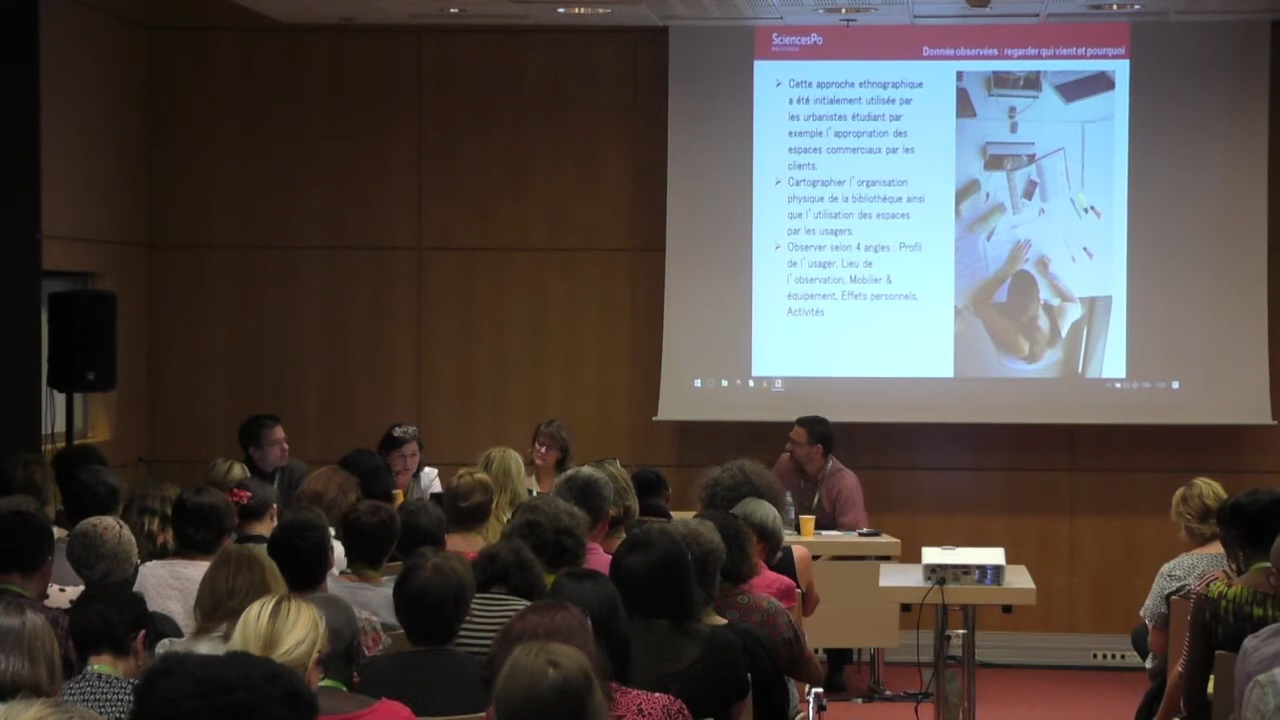 SciencesPo
BIBLIOTHÈQUE
Donnée observées : regarder qui vient et pourquoi
➢ Cette approche ethnographique
a été initialement utilisée par
les urbanistes étudiant par
exemple l'appropriation des
espaces commerciaux par les
clients.
➢ Cartographier l'organisation
physique de la bibliothèque ainsi
que l'utilisation des espaces
par les usagers.
➢ Observer selon 4 angles : Profil
de l'usager, Lieu de
l'observation, Mobilier &
équipement, Effets personnels,
Activités